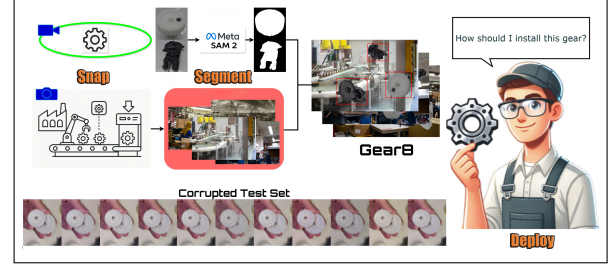 Snap
Meta
SAM 2
Segment
Gear8
How should I install this gear?
Corrupted Test Set
Deploy